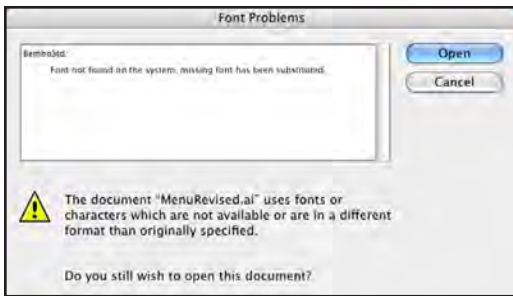 Font Problems
BemboStd:
Font not found on the system; missing font has been substituted.
Open
Cancel
The document “MenuRevised.ai” uses fonts or
characters which are not available or are in a different
format than originally specified.
Do you still wish to open this document?